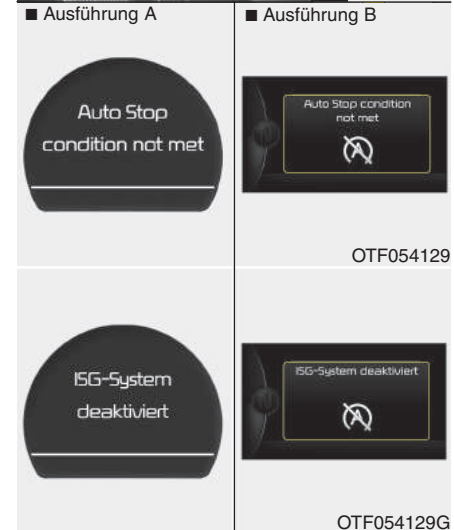 ■ Ausführung A
■ Ausführung B
Auto Stop
condition not met
Auto Stop condition
not met
OTF054129
ISG-System
deaktiviert
ISG-System deaktiviert
OTF054129G